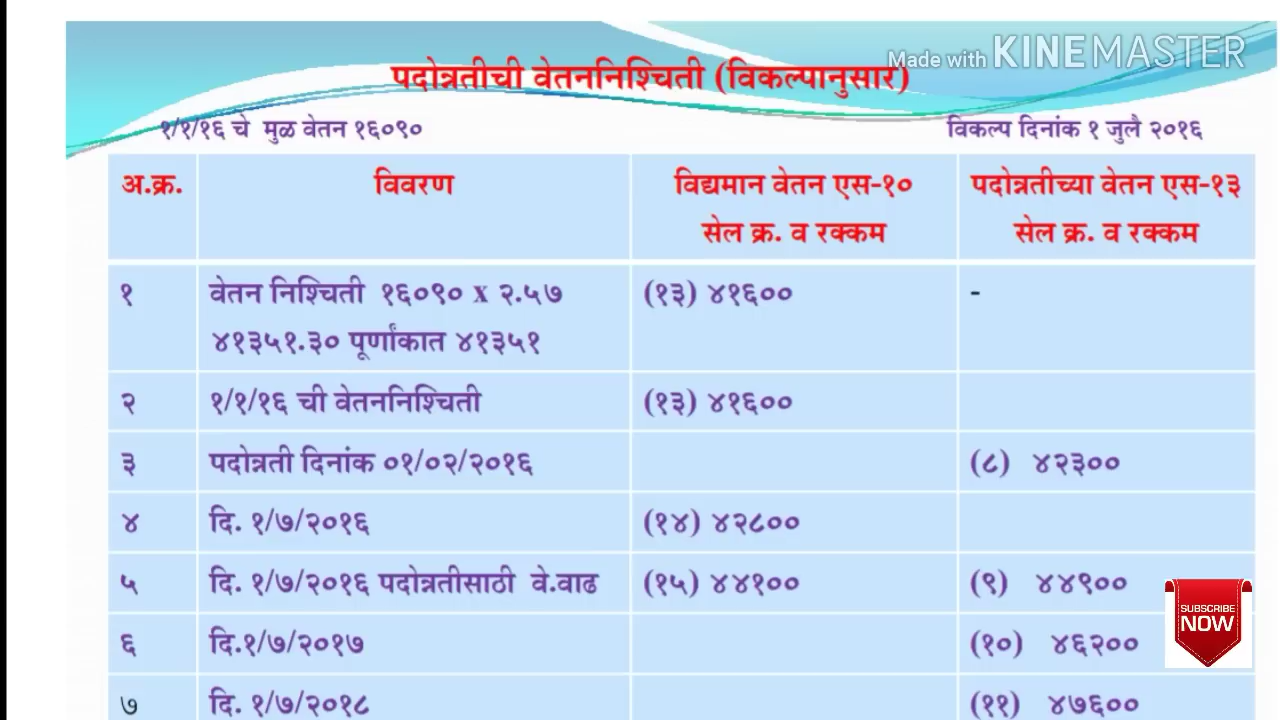 Made with KINEMASTER
पदोन्नतीची वेतननिश्चिती (विकल्पानुसार)
१/१/१६ चे मुळ वेतन १६०९० विकल्प दिनांक १ जुलै २०१६
अ.क्र. विवरण विद्यमान वेतन एस-१० पदोन्नतीच्या वेतन एस-१३
सेल क्र. व रक्कम सेल क्र. व रक्कम
१ वेतन निश्चिती १६०९० x २.५७ (१३) ४१६०० -
४१३५१.३० पूर्णांकात ४१३५१
२ १/१/१६ ची वेतननिश्चिती (१३) ४१६००
३ पदोन्नती दिनांक ०१/०२/२०१६ (८) ४२३००
४ दि. १/७/२०१६ (१४) ४२८००
५ दि. १/७/२०१६ पदोन्नतीसाठी वे.वाढ (१५) ४४१०० (९) ४४९००
SUBSCRIBE
NOW
६ दि.१/७/२०१७ (१०) ४६२००
७ दि. १/७/२०१८ (११) ४७६००